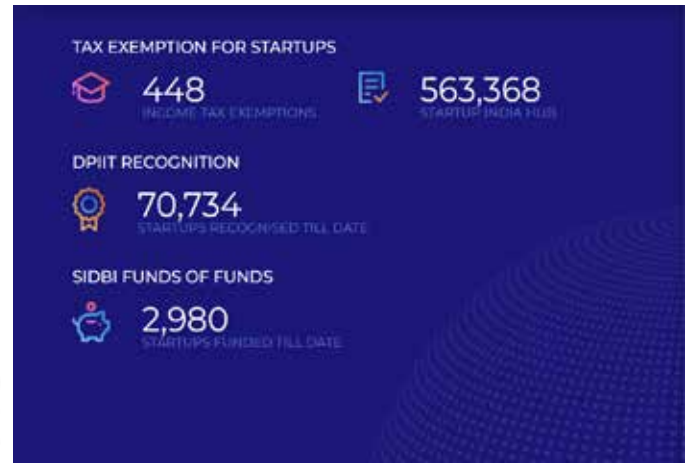 TAX EXEMPTION FOR STARTUPS
448
INCOME TAX EXEMPTIONS
563,368
STARTUP INDIA HUB
DPIIT RECOGNITION
70,734
STARTUPS RECOGNISED TILL DATE
SIDBI FUNDS OF FUNDS
2,980
STARTUPS FUNDED TILL DATE